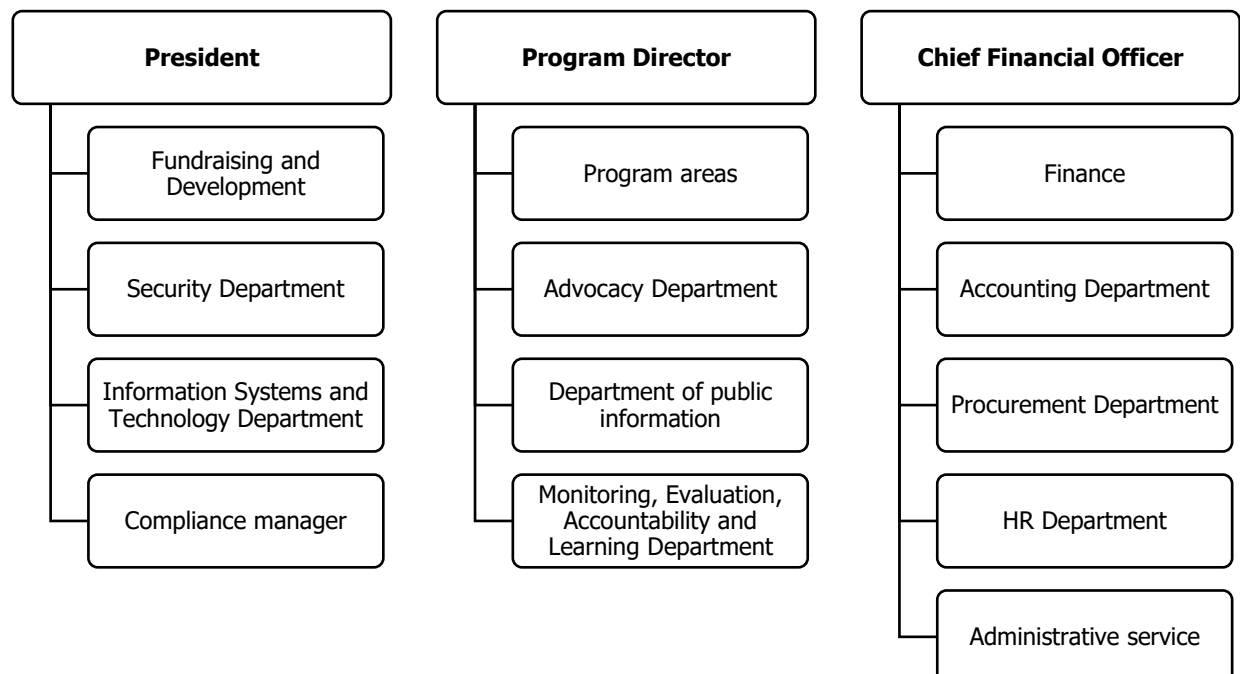 President
Fundraising and
Development
Security Department
Information Systems and
Technology Department
Compliance manager
Program Director
Program areas
Advocacy Department
Department of public
information
Monitoring, Evaluation,
Accountability and
Learning Department
Chief Financial Officer
Finance
Accounting Department
Procurement Department
HR Department
Administrative service